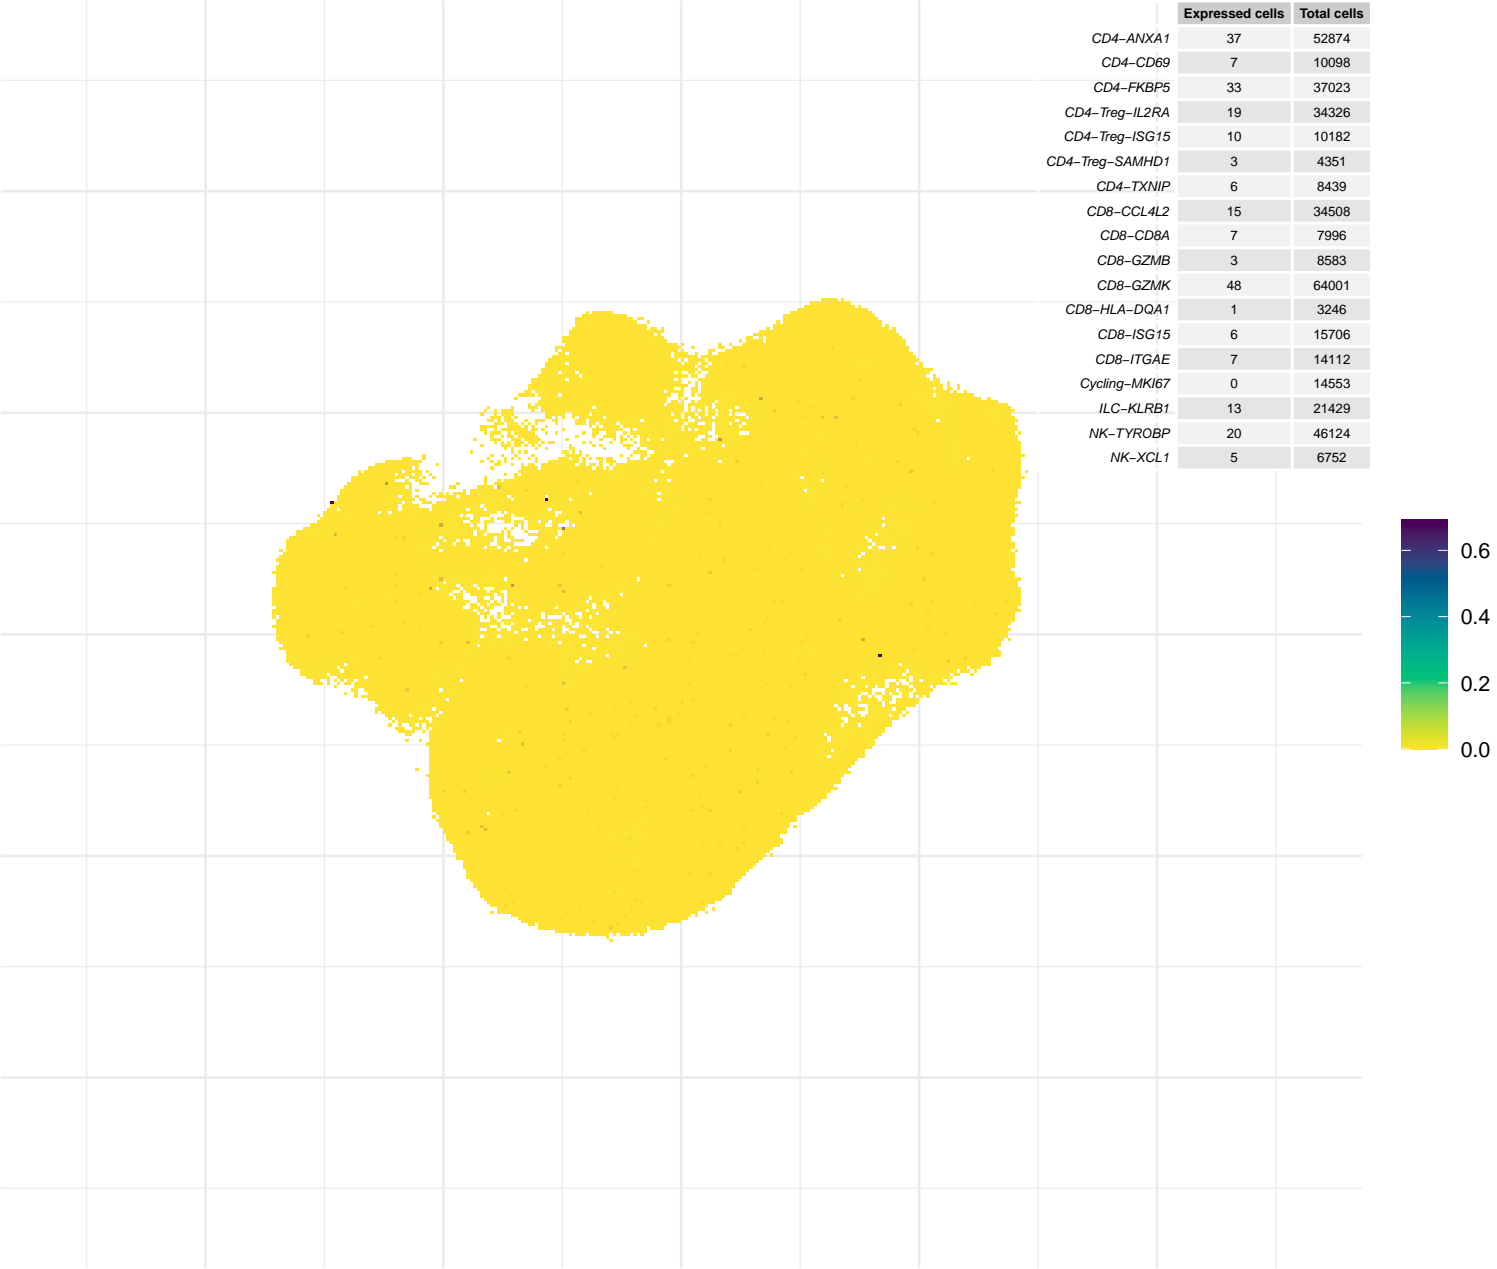 Expressed cells Total cells
CD4−ANXA1 37 52874
CD4−CD69 7 10098
CD4−FKBP5 33 37023
CD4−Treg−IL2RA 19 34326
CD4−Treg−ISG15 10 10182
CD4−Treg−SAMHD1 3 4351
CD4−TXNIP 6 8439
CD8−CCL4L2 15 34508
CD8−CD8A 7 7996
CD8−GZMB 3 8583
CD8−GZMK 48 64001
CD8−HLA−DQA1 1 3246
CD8−ISG15 6 15706
CD8−ITGAE 7 14112
Cycling−MKI67 0 14553
ILC−KLRB1 13 21429
NK−TYROBP 20 46124
NK−XCL1 5 6752
0.6
0.4
0.2
0.0